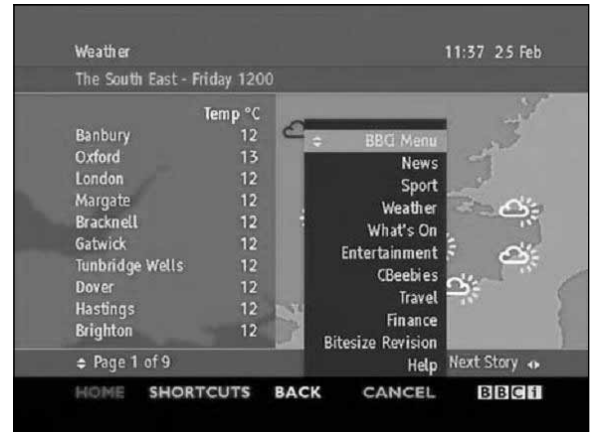 Weather 11:37 25 Feb
The South East - Friday 1200
Temp °C
Banbury 12
Oxford 13
London 12
Margate 12
Bracknell 12
Gatwick 12
Tunbridge Wells 12
Dover 12
Hastings 12
Brighton 12
BBCi Menu
News
Sport
Weather
What's On
Entertainment
CBeebies
Travel
Finance
Bitesize Revision
Help
Page 1 of 9 Next Story
HOME SHORTCUTS BACK CANCEL BBCi